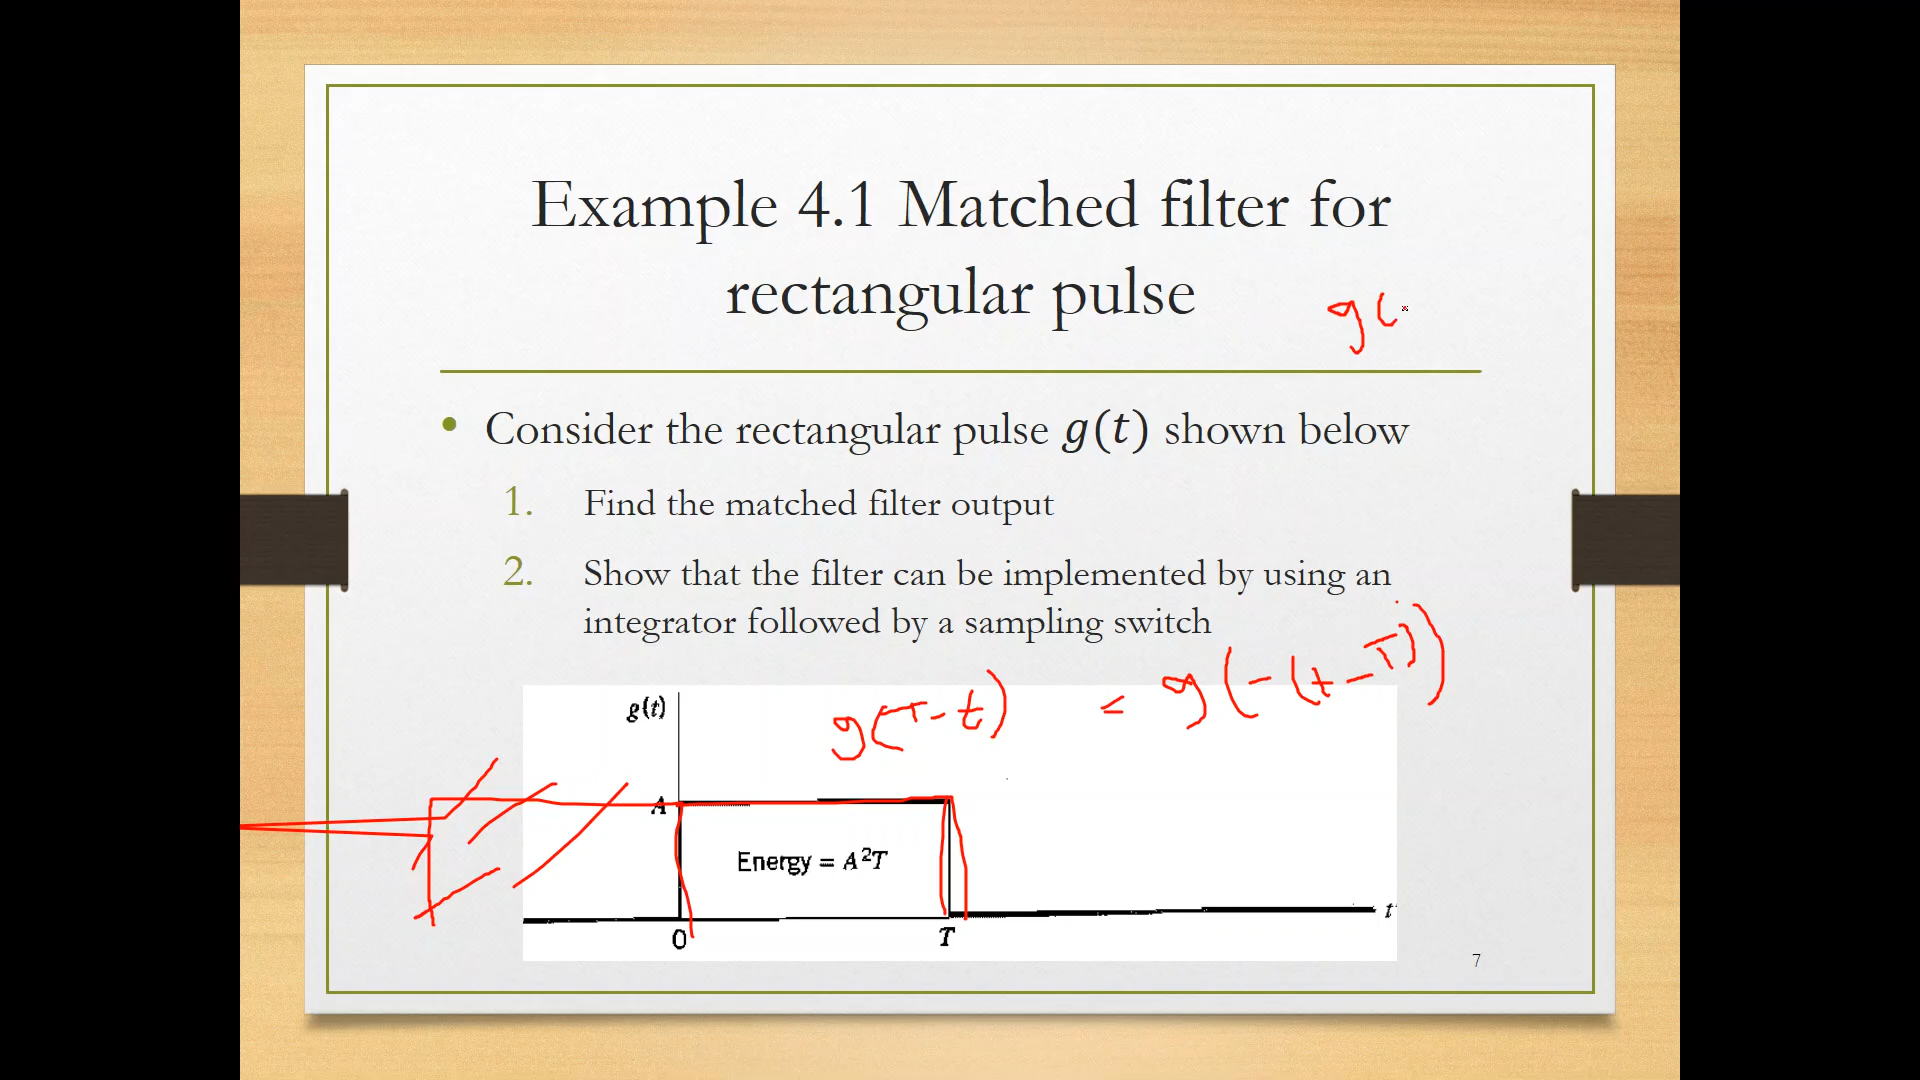 Example 4.1 Matched filter for
rectangular pulse
g(
• Consider the rectangular pulse g(t) shown below
1. Find the matched filter output
2. Show that the filter can be implemented by using an
integrator followed by a sampling switch
g(T-t) = g(-(t-T))
g(t)
A
Energy = A²T
t
0
T
7